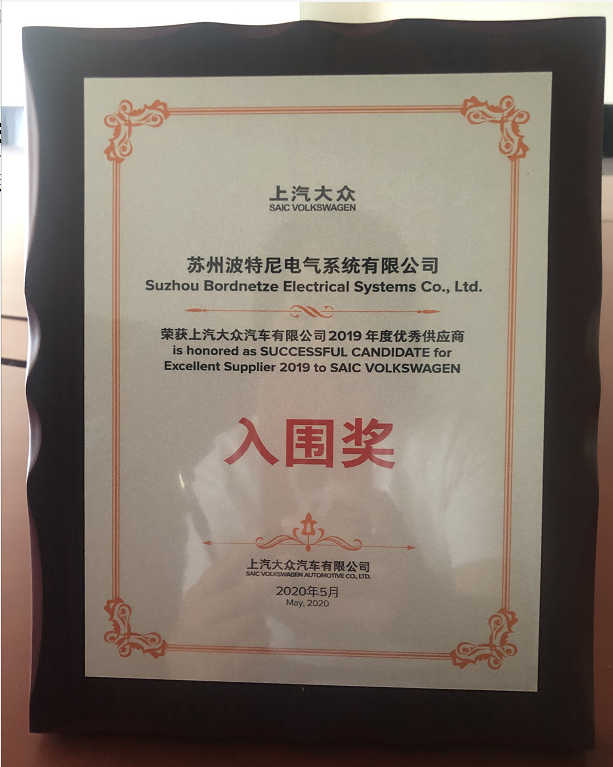 上汽大众
SAIC VOLKSWAGEN
苏州波特尼电气系统有限公司
Suzhou Bordnetze Electrical Systems Co., Ltd.
荣获上汽大众汽车有限公司2019 年度优秀供应商
is honored as SUCCESSFUL CANDIDATE for
Excellent Supplier 2019 to SAIC VOLKSWAGEN
入围奖
上汽大众汽车有限公司
SAIC VOLKSWAGEN AUTOMOTIVE CO., LTD.
2020年5月
May, 2020